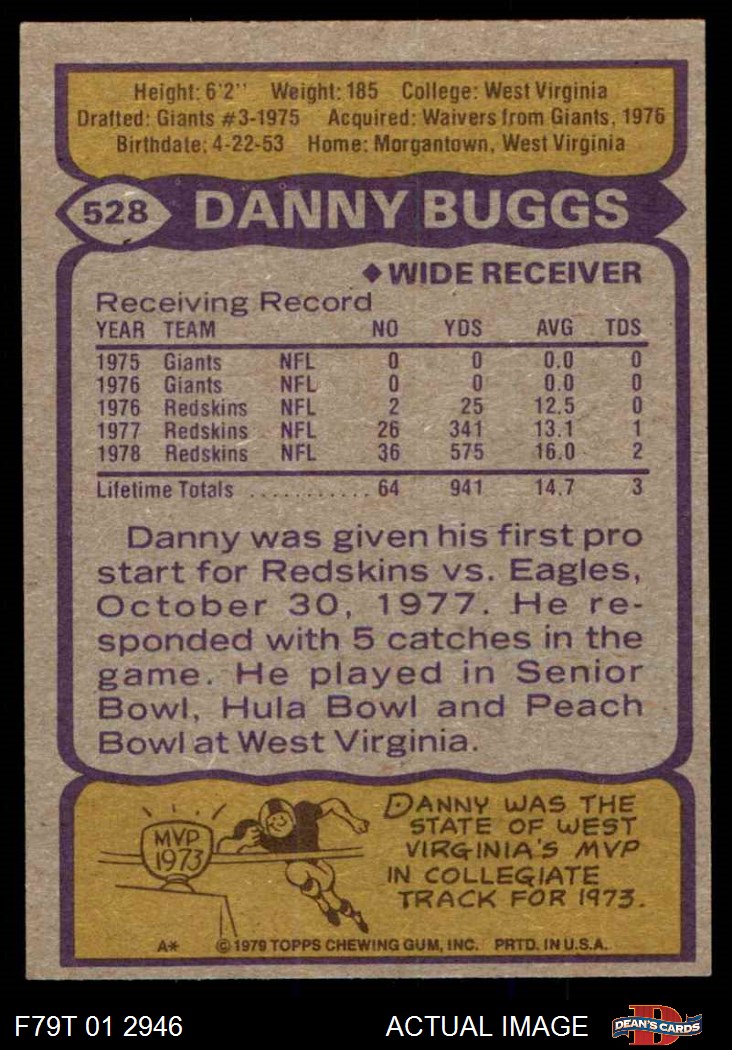 Height: 6'2" Weight: 185 College: West Virginia
Drafted: Giants #3-1975 Acquired: Waivers from Giants, 1976
Birthdate: 4-22-53 Home: Morgantown, West Virginia
528 DANNY BUGGS
◆ WIDE RECEIVER
Receiving Record
YEAR TEAM NO YDS AVG TDS
1975 Giants NFL 0 0 0.0 0
1976 Giants NFL 0 0 0.0 0
1976 Redskins NFL 2 25 12.5 0
1977 Redskins NFL 26 341 13.1 1
1978 Redskins NFL 36 575 16.0 2
Lifetime Totals ............ 64 941 14.7 3
Danny was given his first pro
start for Redskins vs. Eagles,
October 30, 1977. He re-
sponded with 5 catches in the
game. He played in Senior
Bowl, Hula Bowl and Peach
Bowl at West Virginia.
MVP
1973
DANNY WAS THE
STATE OF WEST
VIRGINIA'S MVP
IN COLLEGIATE
TRACK FOR 1973.
A* © 1979 TOPPS CHEWING GUM, INC. PRTD. IN U.S.A.
F79T 01 2946 ACTUAL IMAGE
D
DEAN'S CARDS